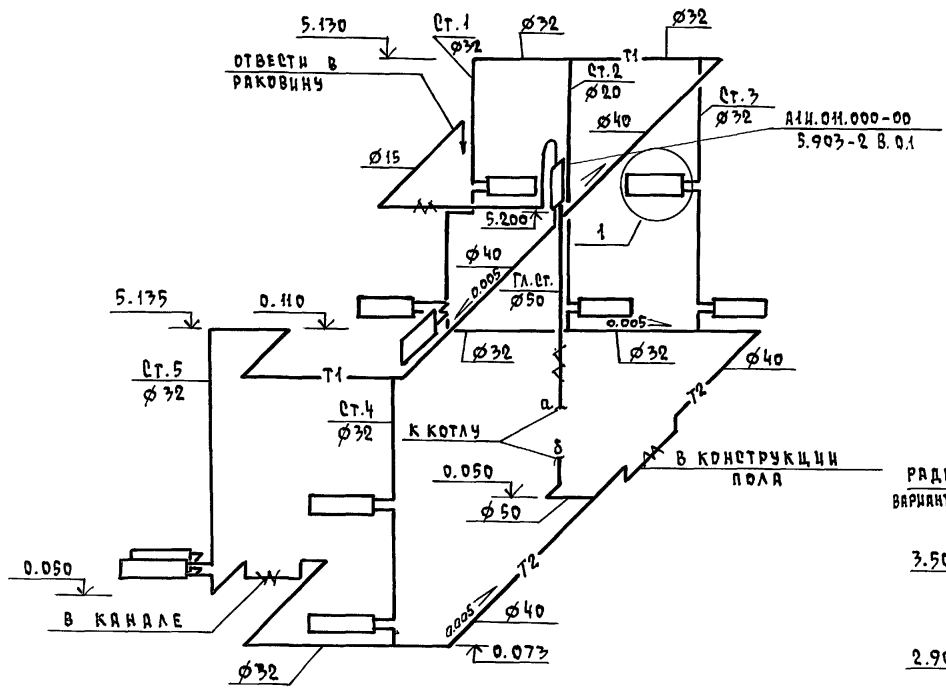 5.130
Ст.1
Ø32
Ø32
Ø32
Т1
ОТВЕСТИ В
РАКОВИНУ
Ст.2
Ø20
Ст.3
Ø32
Ø40
А1И.011.000-00
5.903-2 В.0.1
Ø15
5.200
1
Ø40
0.005
Гл.Ст.
Ø50
5.135
0.110
0.005
Ø32
Ø32
Ø40
Т1
Ст.5
Ø32
Ст.4
Ø32
Т2
а
К КОТЛУ
б
В КОНСТРУКЦИИ
ПОЛА
РАД
ВАРИАНТ
0.050
Ø50
3.50
0.050
Т2
В КАНАЛЕ
0.005
Ø40
0.073
Ø32
2.90